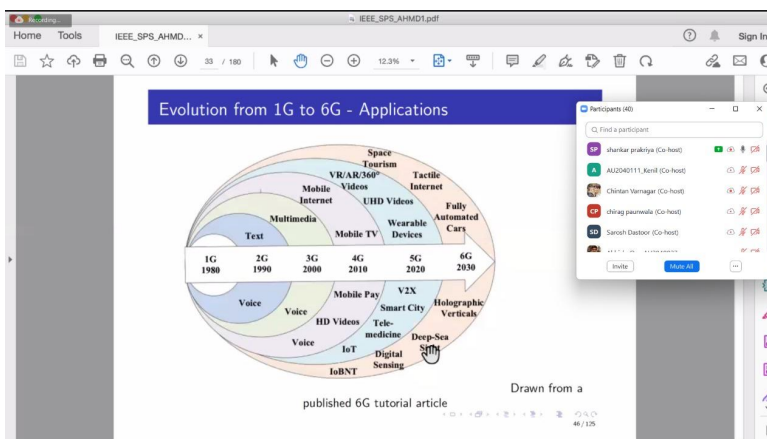 Recording...
IEEE_SPS_AHMD1.pdf
Home Tools IEEE_SPS_AHMD... ×
Sign In
33 / 180
12.3%
Evolution from 1G to 6G - Applications
Space
Tourism
VR/AR/360°
Videos
Tactile
Internet
Mobile
Internet
UHD Videos
Fully
Automated
Cars
Multimedia
Wearable
Devices
Text
Mobile TV
1G
1980
2G
1990
3G
2000
4G
2010
5G
2020
6G
2030
Voice
Voice
Voice
Mobile Pay
HD Videos
IoT
V2X
Smart City
Tele-
medicine
Holographic
Verticals
Deep-Sea
Digital
Sensing
IoBNT
Drawn from a
published 6G tutorial article
46 / 125
Participants (40)
Find a participant
SP shankar prakriya (Co-host)
A AU2040111_Kenil (Co-host)
Chintan Varnagar (Co-host)
CP chirag paunwala (Co-host)
SD Sarosh Dastoor (Co-host)
Invite
Mute All